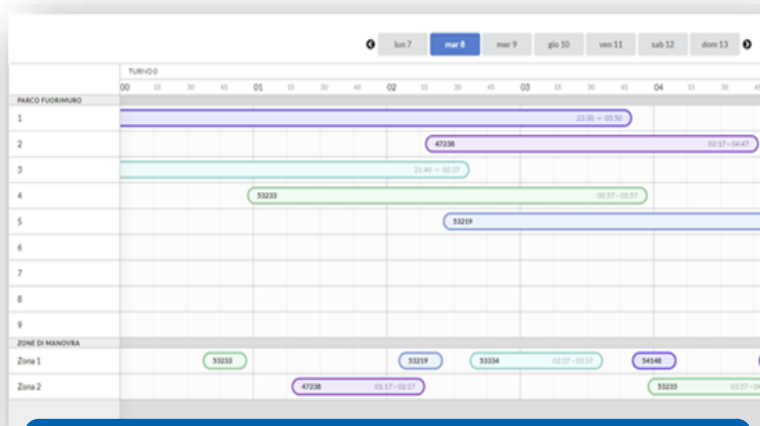 lun 7 mar 8 mer 9 gio 10 ven 11 sab 12 dom 13
TURNO 0
00 15 30 45 01 15 30 45 02 15 30 45 03 15 30 45 04 15 30
PARCO FUORIMURO
1 23:30 – 03:50
2 47238 02:17–04:47
3 21:40 – 02:37
4 53233 00:57–03:57
5 53219
6
7
8
9
ZONE DI MANOVRA
Zona 1 53233 53219 53334 02:37–03:37 54148
Zona 2 47238 01:17–02:17 53233